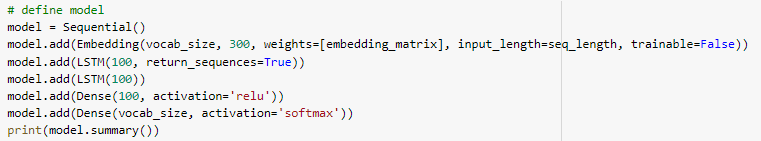 # define model
model = Sequential()
model.add(Embedding(vocab_size, 300, weights=[embedding_matrix], input_length=seq_length, trainable=False))
model.add(LSTM(100, return_sequences=True))
model.add(LSTM(100))
model.add(Dense(100, activation='relu'))
model.add(Dense(vocab_size, activation='softmax'))
print(model.summary())